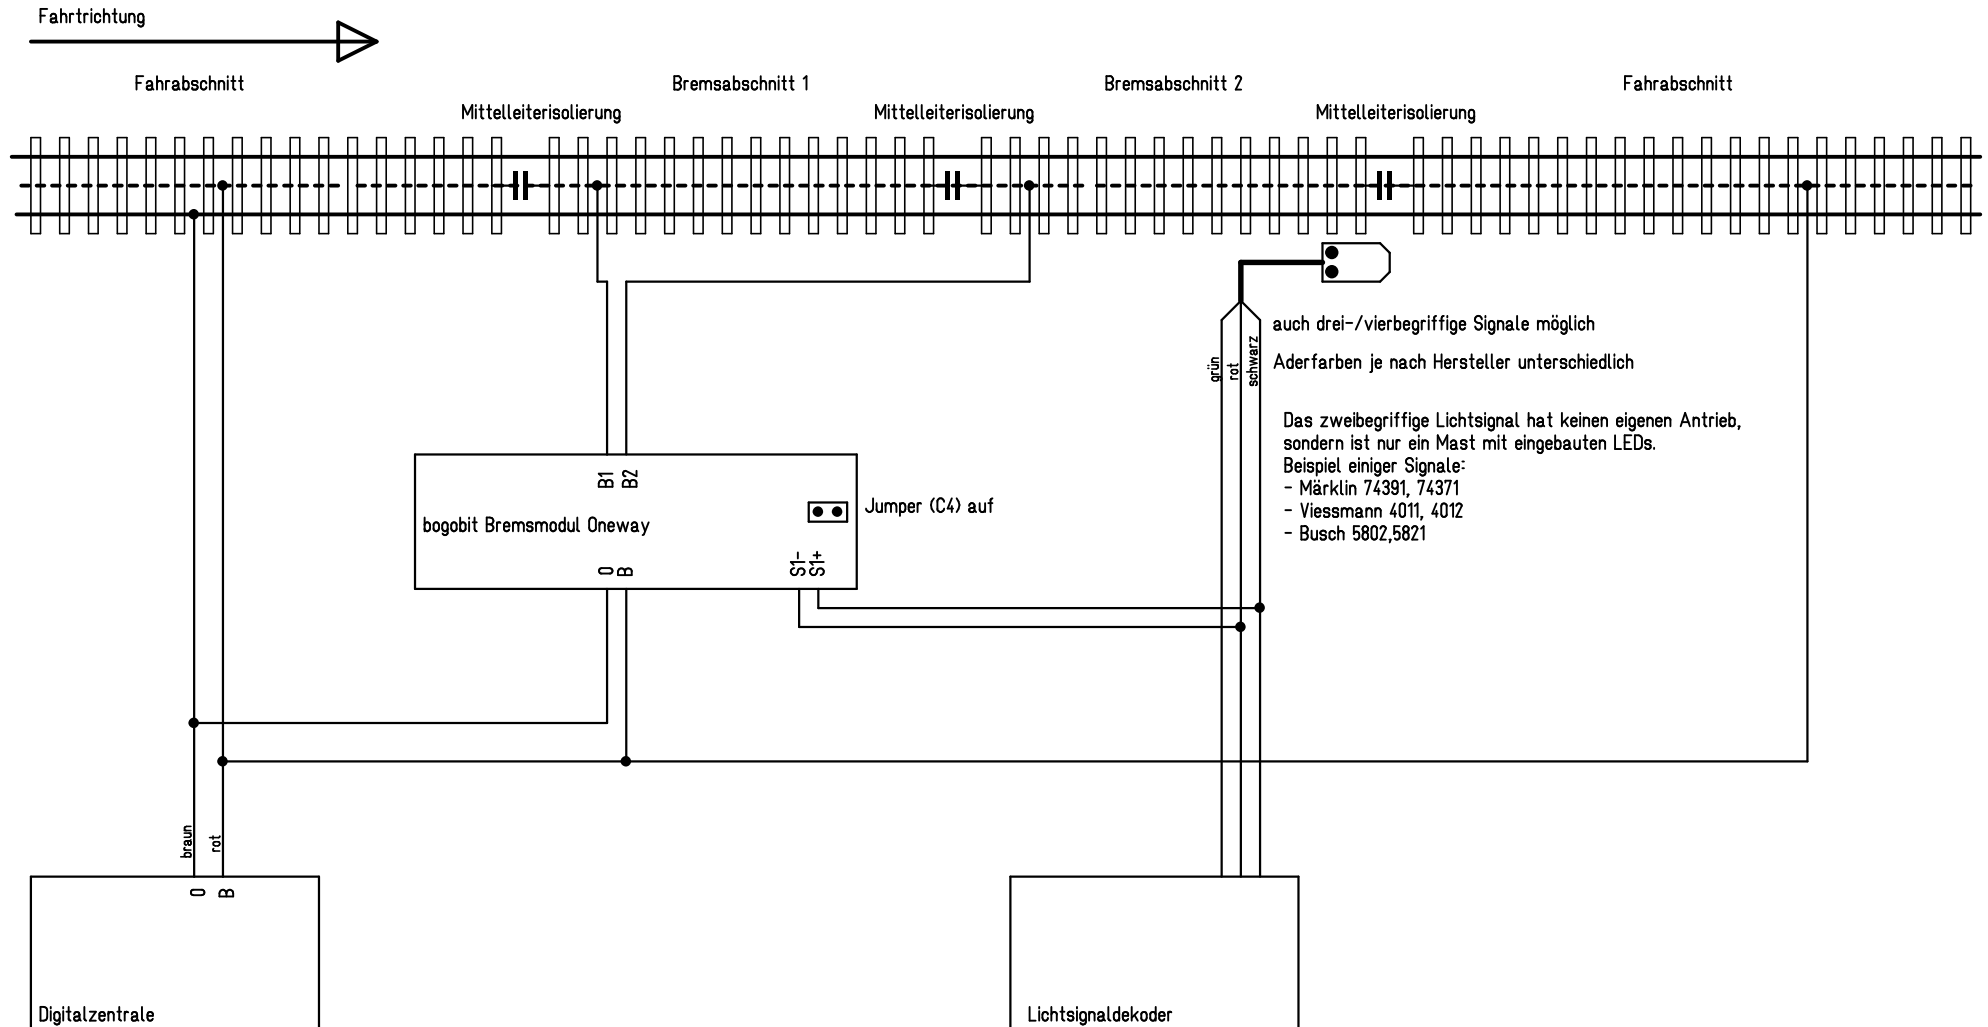 Fahrtrichtung
Fahrabschnitt
Bremsabschnitt 1
Bremsabschnitt 2
Fahrabschnitt
Mittelleiterisolierung
Mittelleiterisolierung
Mittelleiterisolierung
auch drei-/vierbegriffige Signale möglich
grün
rot
schwarz
Aderfarben je nach Hersteller unterschiedlich
Das zweibegriffige Lichtsignal hat keinen eigenen Antrieb,
sondern ist nur ein Mast mit eingebauten LEDs.
Beispiel einiger Signale:
- Märklin 74391, 74371
- Viessmann 4011, 4012
- Busch 5802,5821
B1
B2
Jumper (C4) auf
bogobit Bremsmodul Oneway
0
B
S1-
S1+
braun
rot
0
B
Digitalzentrale
Lichtsignaldekoder